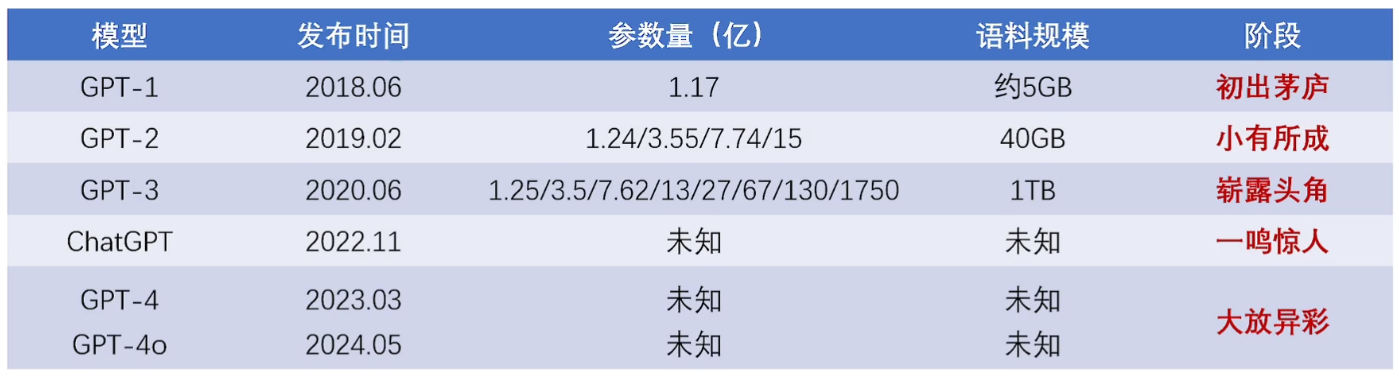 模型 发布时间 参数量（亿） 语料规模 阶段
GPT-1 2018.06 1.17 约5GB 初出茅庐
GPT-2 2019.02 1.24/3.55/7.74/15 40GB 小有所成
GPT-3 2020.06 1.25/3.5/7.62/13/27/67/130/1750 1TB 崭露头角
ChatGPT 2022.11 未知 未知 一鸣惊人
GPT-4 2023.03 未知 未知 大放异彩
GPT-4o 2024.05 未知 未知